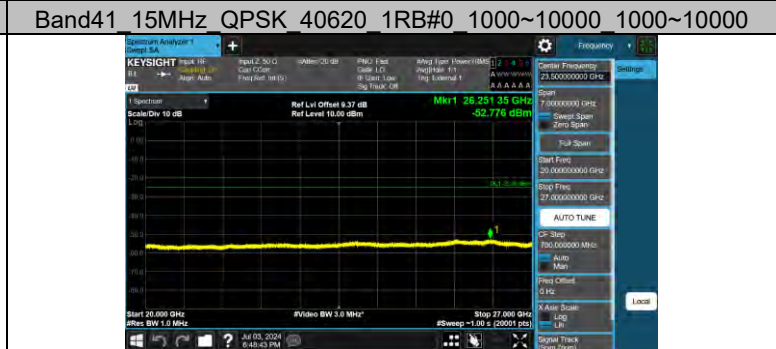 Band41_15MHz_QPSK_40620_1RB#0_1000~10000_1000~10000
Spectrum Analyzer 1
Swept SA
+
Frequency
KEYSIGHT Input: RF
Align: Auto
Input Z: 50 Ω
Corr CCorr
Freq Ref: Int (S)
#Atten: 20 dB
PNO: Fast
Gate: LO
IF Gain: Low
Sig Track: Off
#Avg Type: Power (RMS
Avg|Hold: 1/1
Trig: External 1
A A A A A A
Center Frequency
23.500000000 GHz
Settings
Span
7.00000000 GHz
Swept Span
Zero Span
Full Span
Start Freq
20.000000000 GHz
Stop Freq
27.000000000 GHz
AUTO TUNE
CF Step
700.000000 MHz
Auto
Man
Freq Offset
0 Hz
X Axis Scale
Log
Lin
Signal Track
(Span Zoom)
Local
1 Spectrum
Scale/Div 10 dB
Log
Ref Lvl Offset 9.37 dB
Ref Level 10.00 dBm
Mkr1 26.251 35 GHz
-52.776 dBm
1
Start 20.000 GHz
#Res BW 1.0 MHz
#Video BW 3.0 MHz*
Stop 27.000 GHz
#Sweep ~1.00 s (20001 pts)
?
Jul 03, 2024
6:48:43 PM